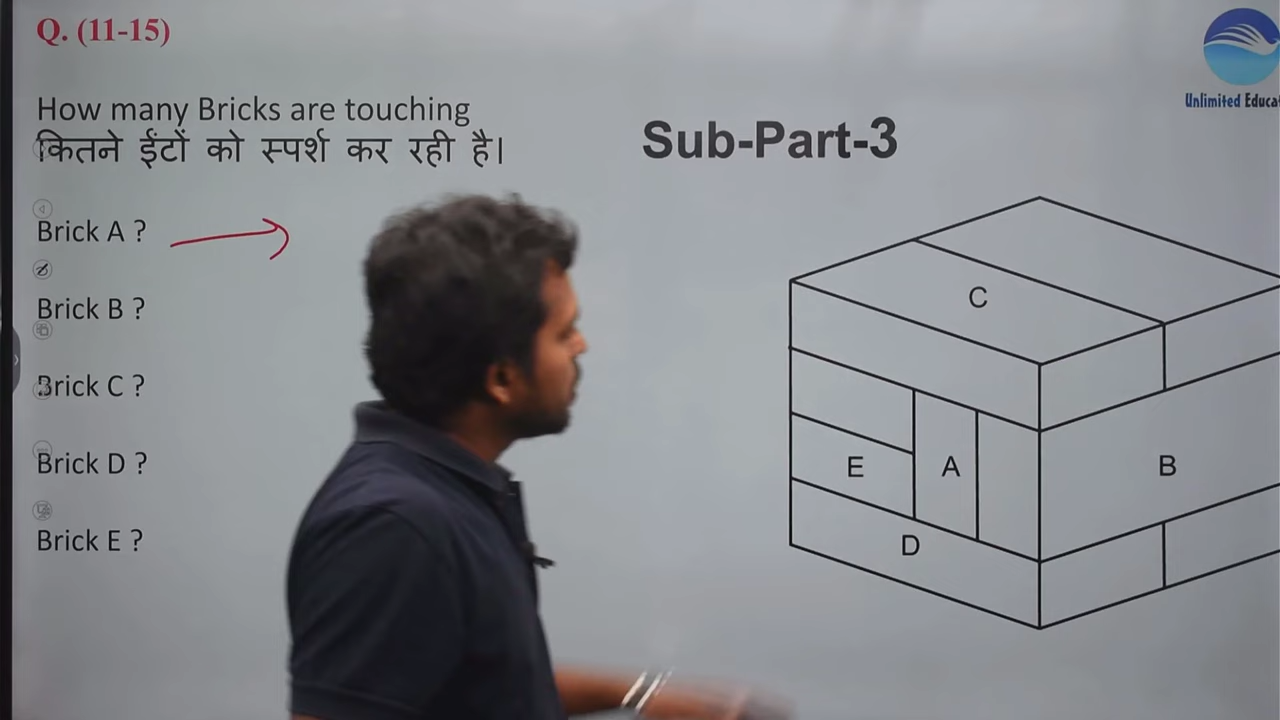 Q. (11-15)
How many Bricks are touching
कितने ईंटों को स्पर्श कर रही है।
Sub-Part-3
Brick A ?
Brick B ?
Brick C ?
Brick D ?
Brick E ?
C
E
A
B
D
Unlimited Educa